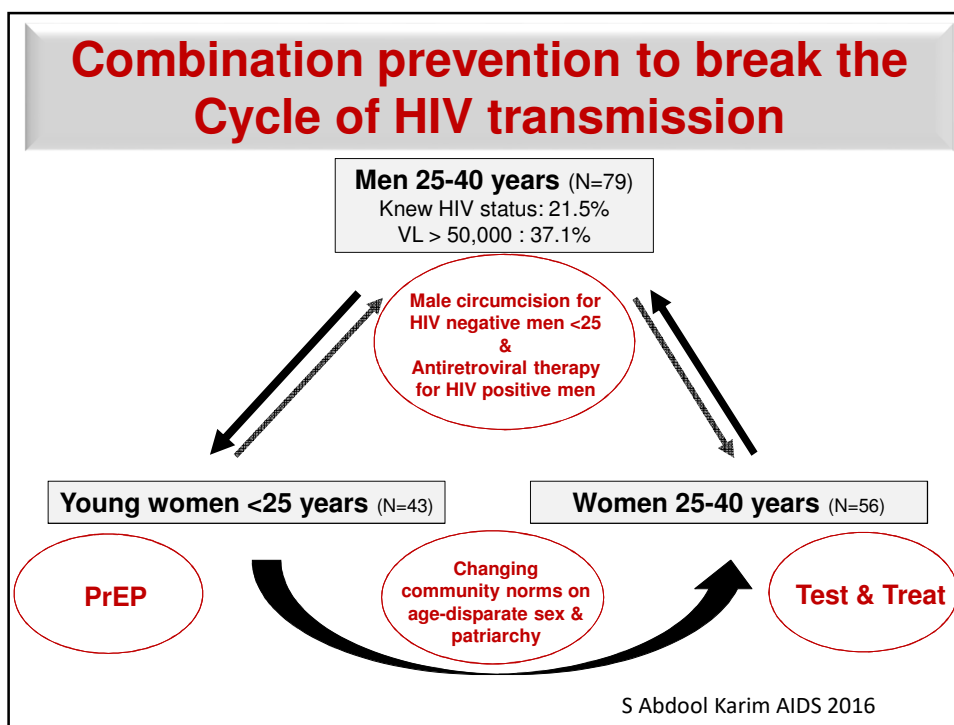 Combination prevention to break the
Cycle of HIV transmission
Men 25-40 years (N=79)
Knew HIV status: 21.5%
VL > 50,000 : 37.1%
Male circumcision for
HIV negative men <25
&
Antiretroviral therapy
for HIV positive men
Young women <25 years (N=43)
Women 25-40 years (N=56)
PrEP
Changing
community norms on
age-disparate sex &
patriarchy
Test & Treat
S Abdool Karim AIDS 2016